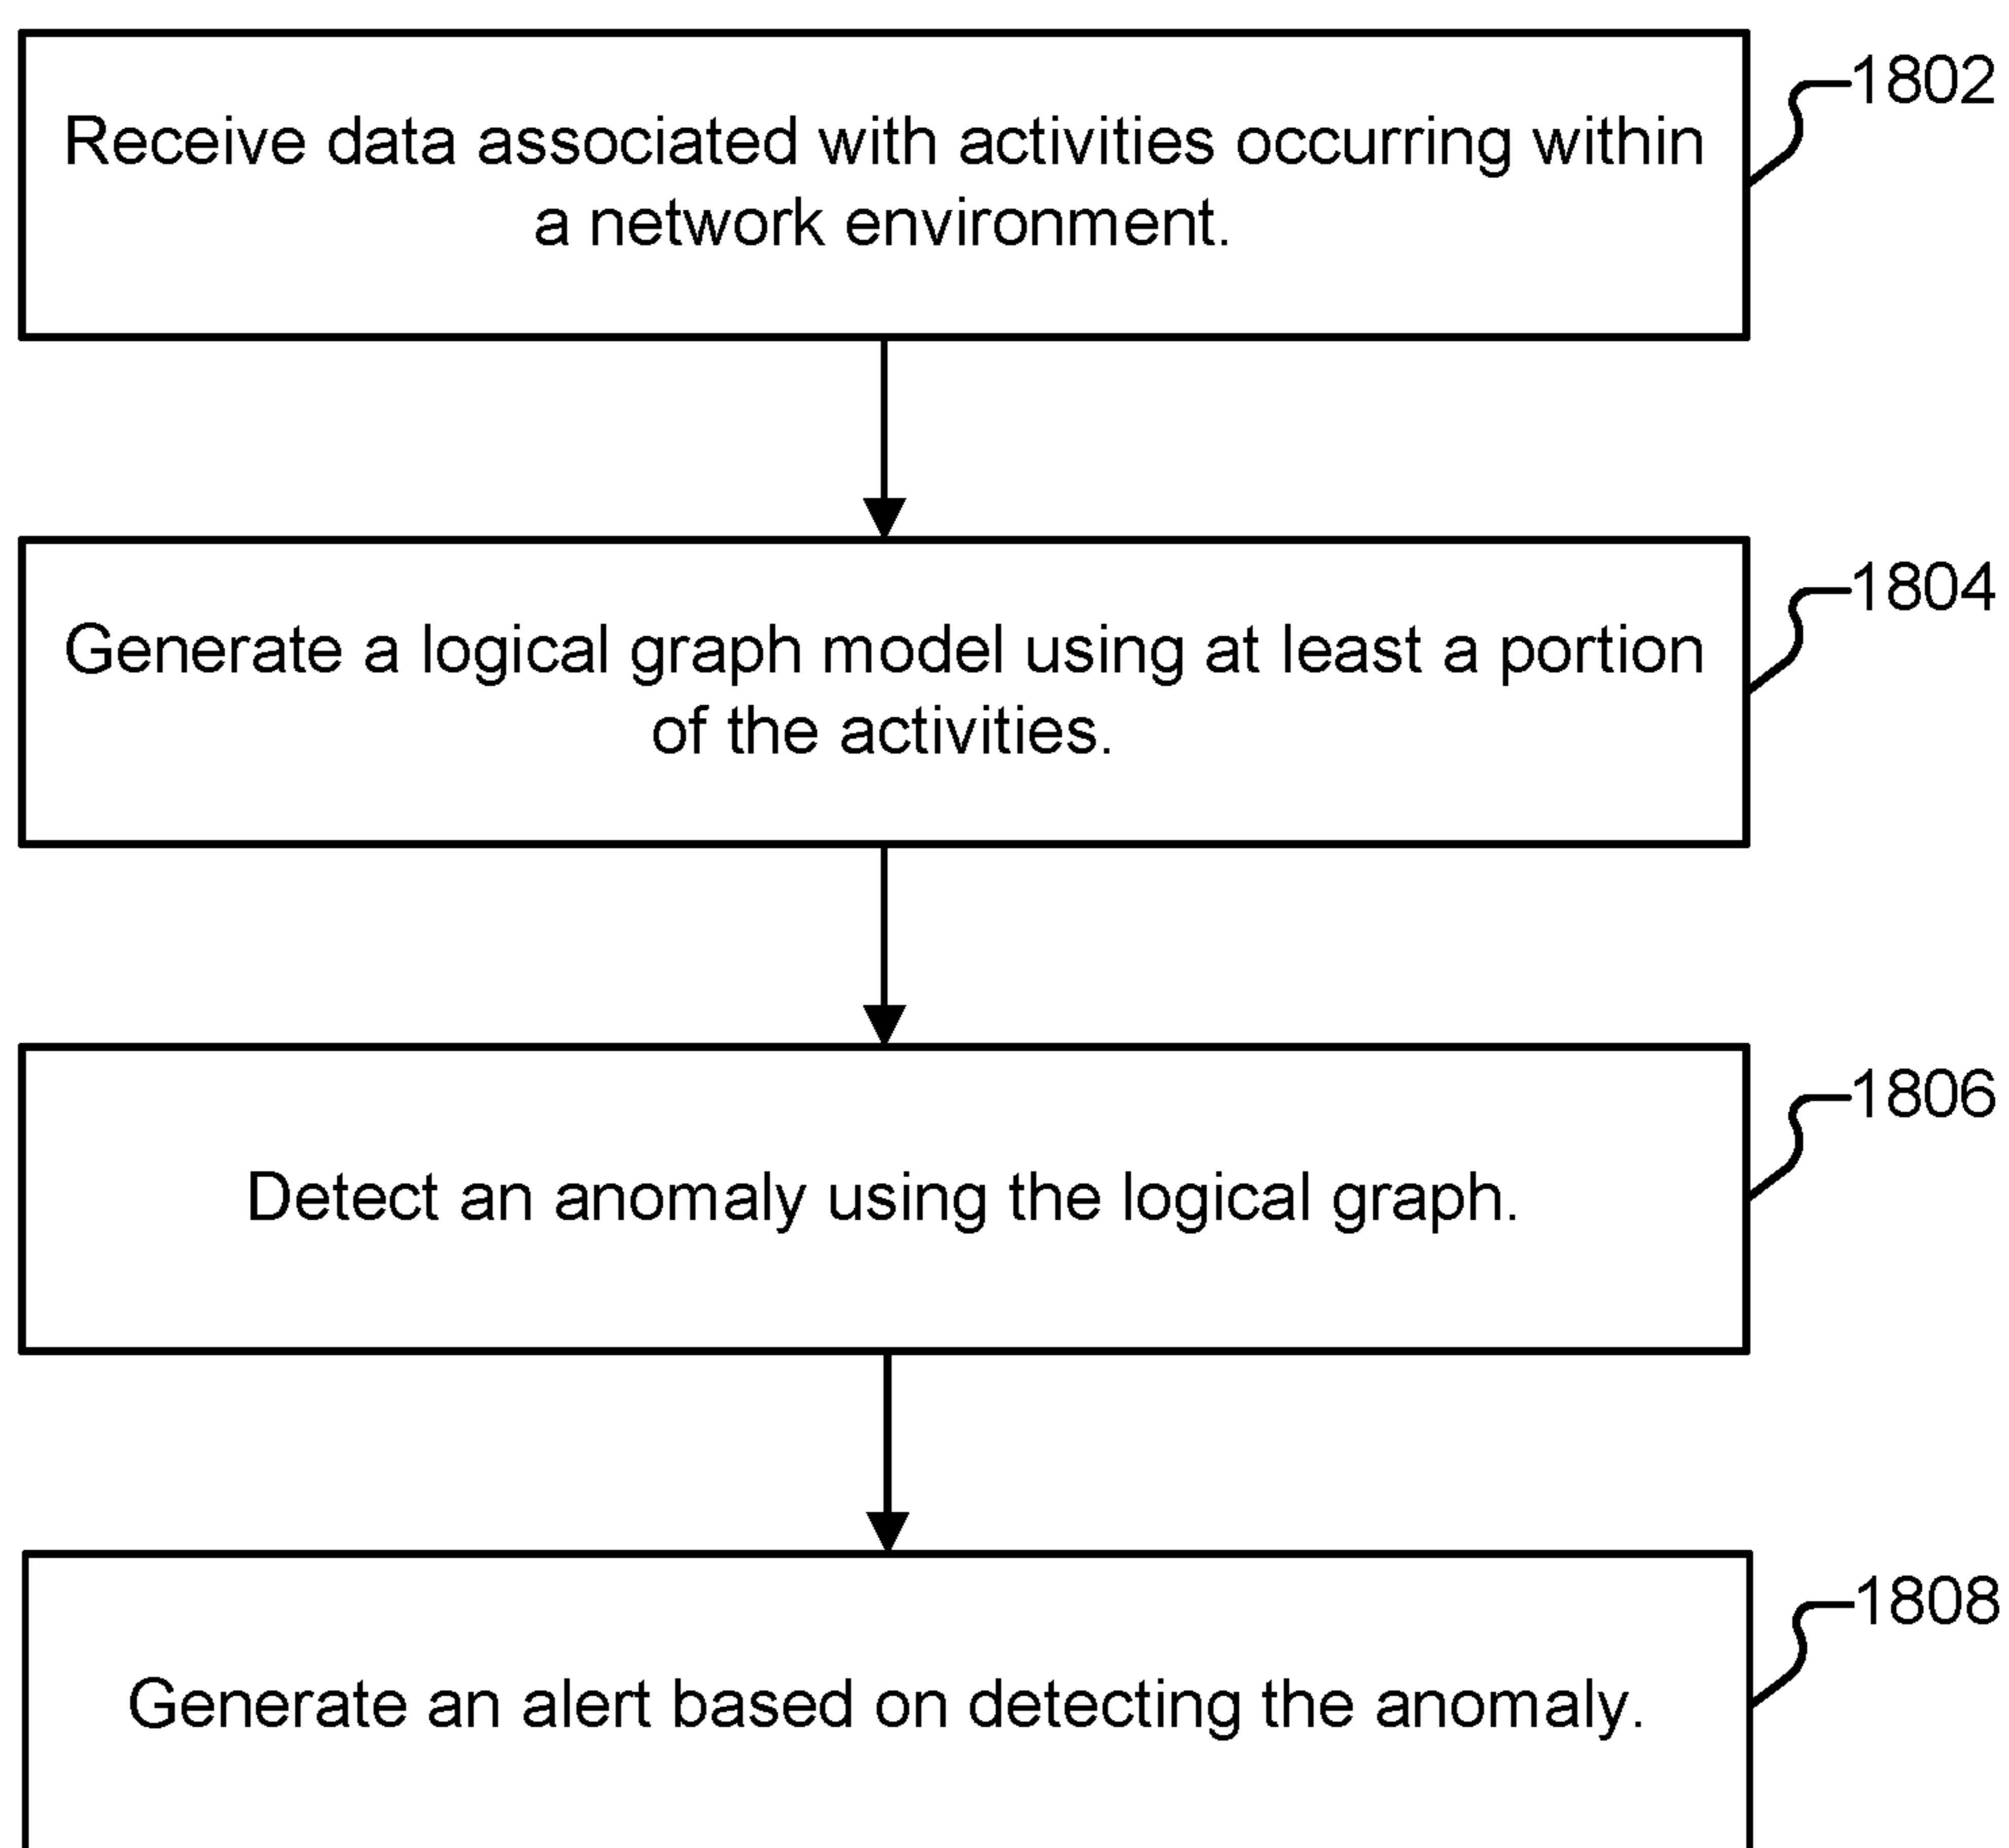 1802
Receive data associated with activities occurring within
a network environment.
1804
Generate a logical graph model using at least a portion
of the activities.
1806
Detect an anomaly using the logical graph.
1808
Generate an alert based on detecting the anomaly.